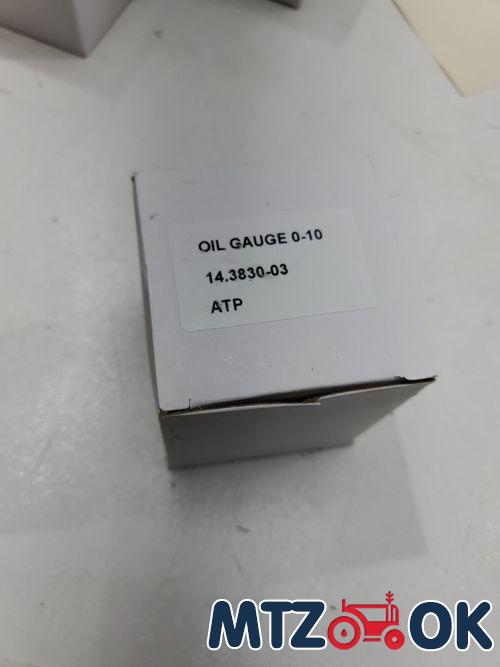 OIL GAUGE 0-10
14.3830-03
ATP
MTZ OK